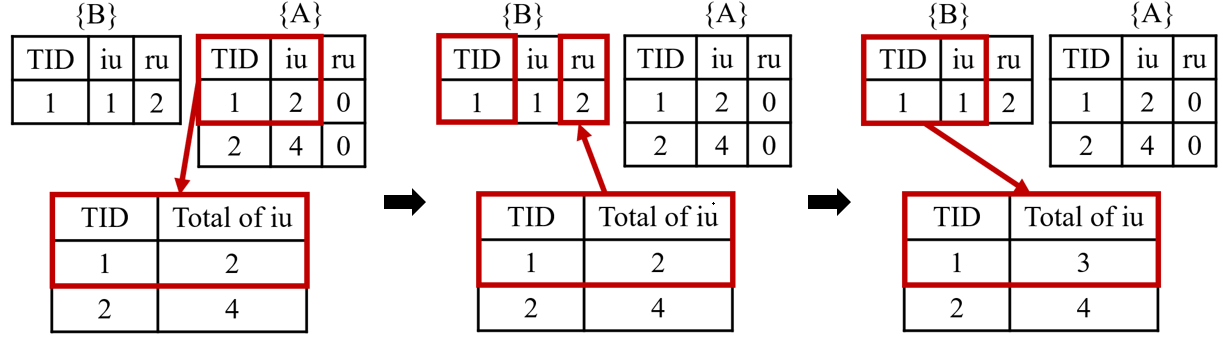 {B} {A} {B} {A} {B} {A}
TID iu ru TID iu ru TID iu ru TID iu ru TID iu ru TID iu ru
1 1 2 1 2 0 1 1 2 1 2 0 1 1 2 1 2 0
2 4 0 2 4 0 2 4 0
TID Total of iu TID Total of iu TID Total of iu
1 2 1 2 1 3
2 4 2 4 2 4